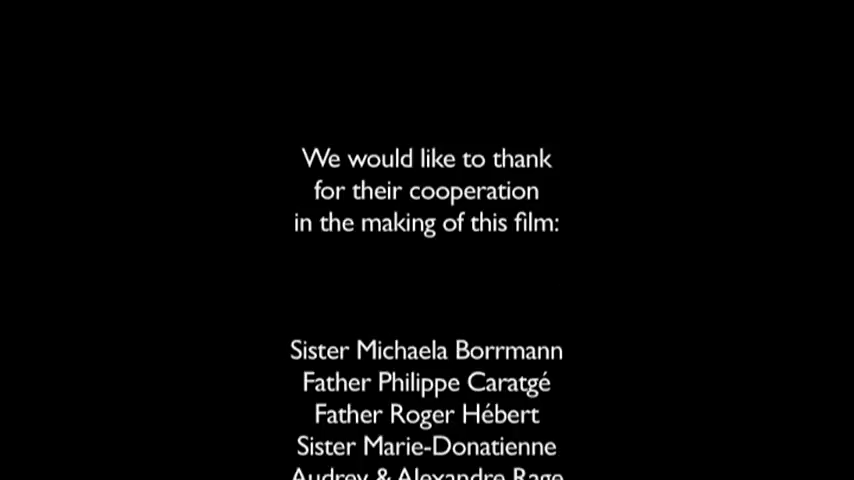 We would like to thank
for their cooperation
in the making of this film:
Sister Michaela Borrmann
Father Philippe Caratgé
Father Roger Hébert
Sister Marie-Donatienne
Audrey & Alexandre Rage